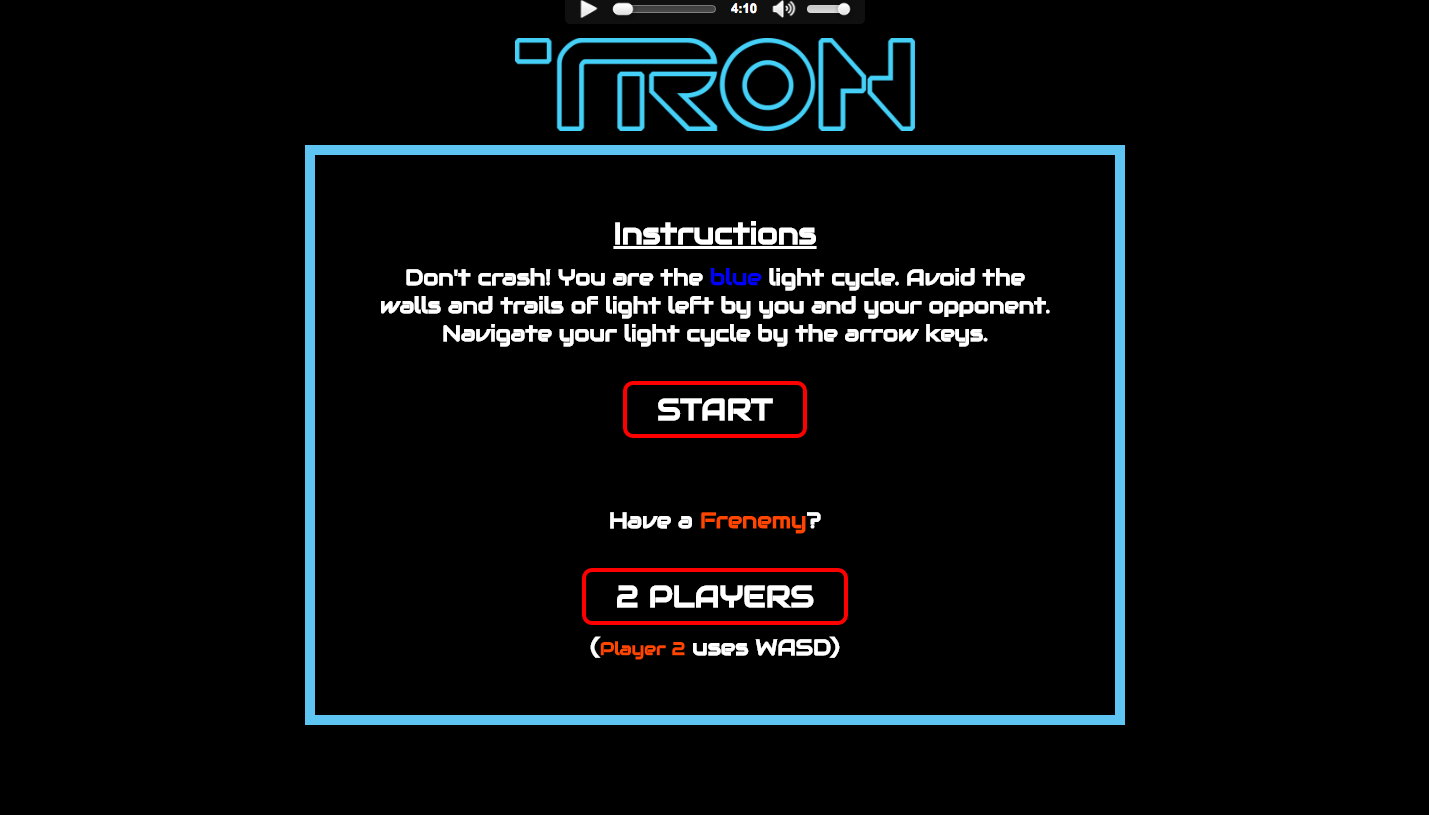 4:10
TRON
Instructions
Don't crash! You are the blue light cycle. Avoid the
walls and trails of light left by you and your opponent.
Navigate your light cycle by the arrow keys.
START
Have a Frenemy?
2 PLAYERS
(Player 2 uses WASD)